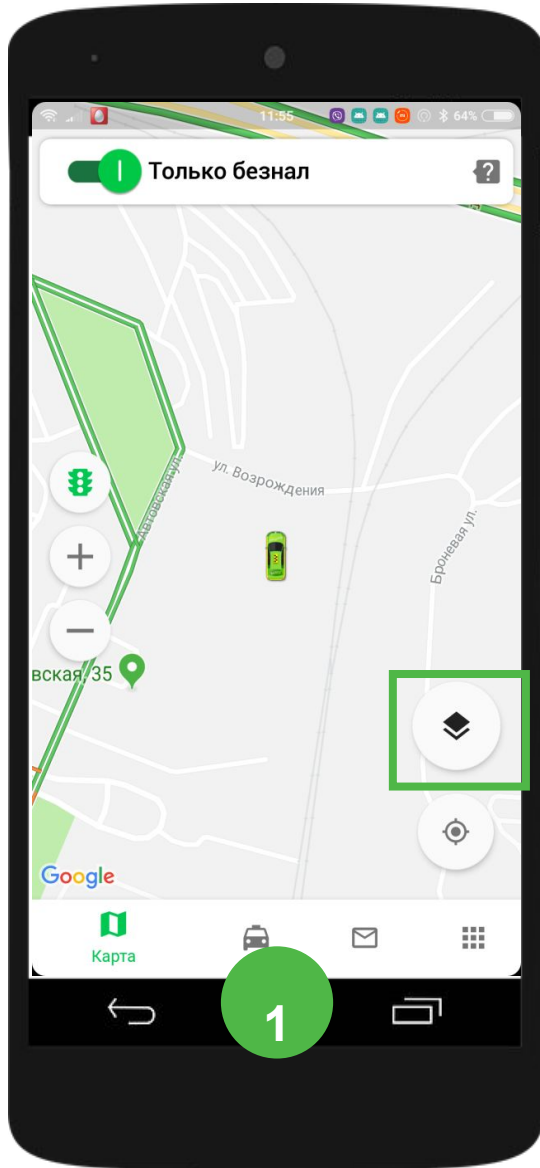 11:55
64%
Только безнал
ул. Возрождения
Автовская ул.
Броневая ул.
вская, 35
Google
Карта
1